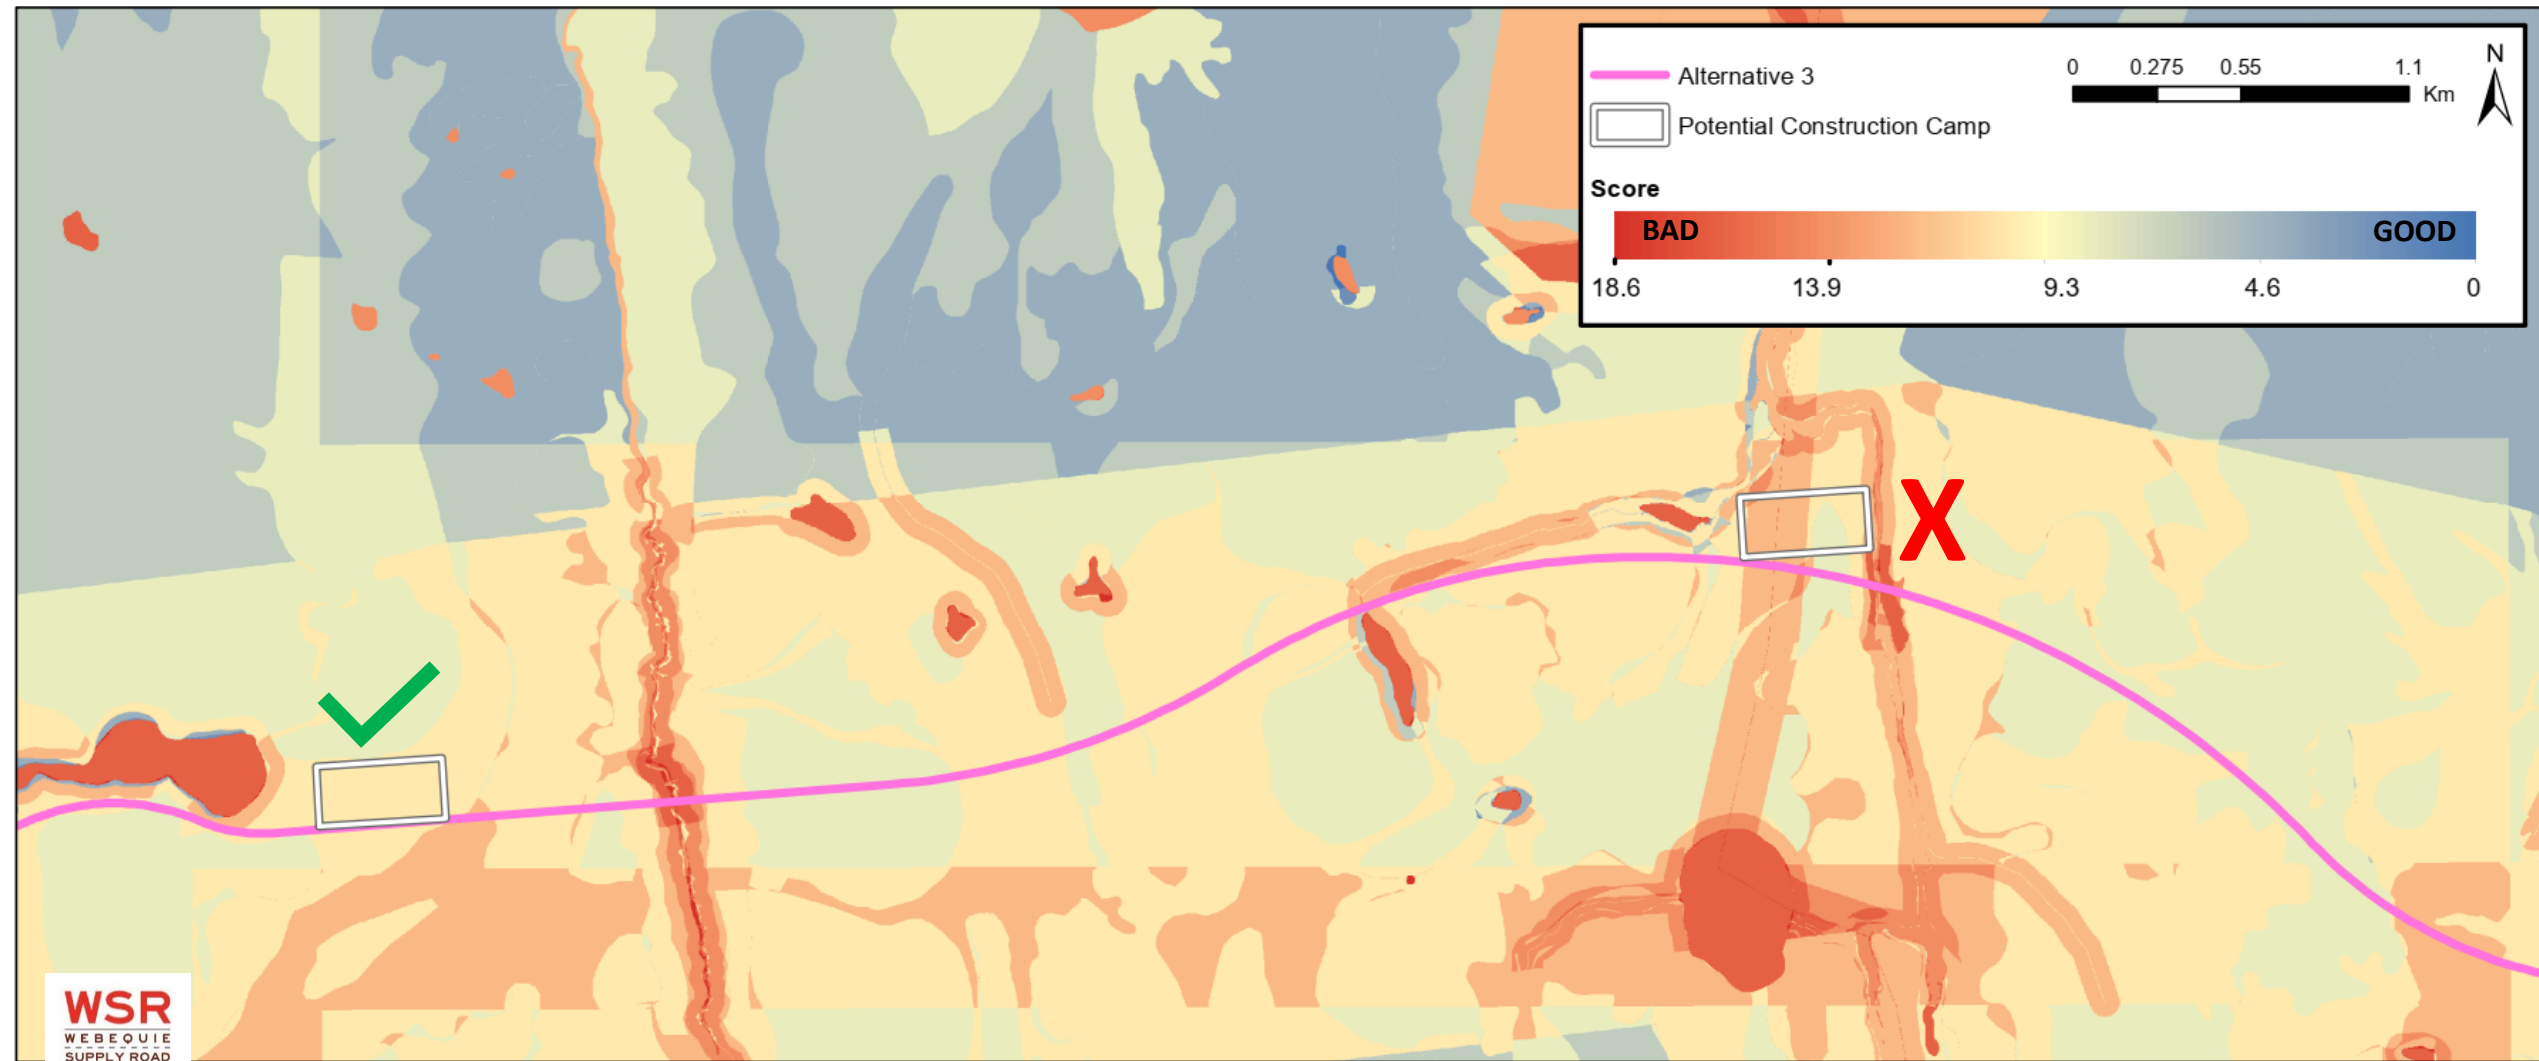 Alternative 3
Potential Construction Camp
0 0.275 0.55 1.1
Km
N
Score
BAD GOOD
18.6 13.9 9.3 4.6 0
X
WSR
WEBEQUIE
SUPPLY ROAD